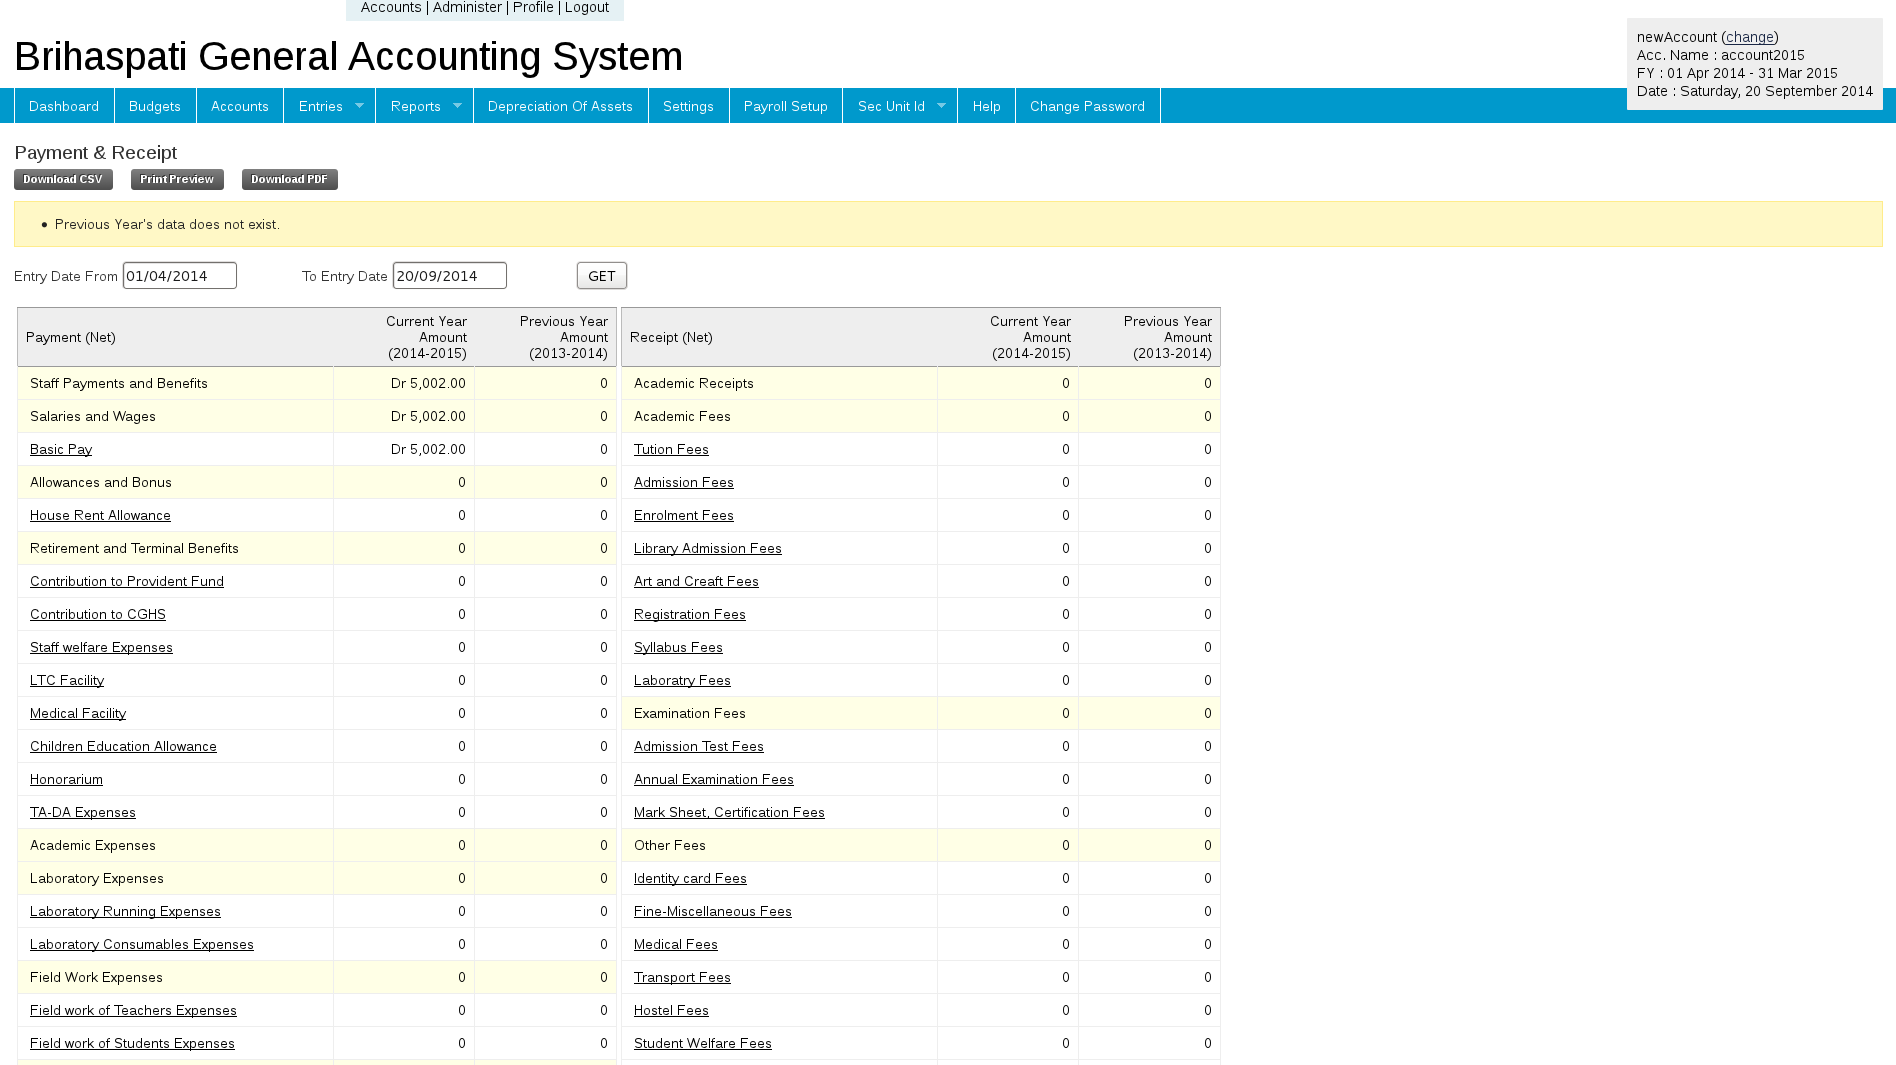 Accounts | Administer | Profile | Logout
Brihaspati General Accounting System
newAccount (change)
Acc. Name : account2015
FY : 01 Apr 2014 - 31 Mar 2015
Date : Saturday, 20 September 2014
Dashboard Budgets Accounts Entries Reports Depreciation Of Assets Settings Payroll Setup Sec Unit Id Help Change Password
Payment & Receipt
Download CSV Print Preview Download PDF
Previous Year's data does not exist.
Entry Date From 01/04/2014 To Entry Date 20/09/2014 GET
Payment (Net) Current Year Amount (2014-2015) Previous Year Amount (2013-2014) Receipt (Net) Current Year Amount (2014-2015) Previous Year Amount (2013-2014)
Staff Payments and Benefits Dr 5,002.00 0 Academic Receipts 0 0
Salaries and Wages Dr 5,002.00 0 Academic Fees 0 0
Basic Pay Dr 5,002.00 0 Tution Fees 0 0
Allowances and Bonus 0 0 Admission Fees 0 0
House Rent Allowance 0 0 Enrolment Fees 0 0
Retirement and Terminal Benefits 0 0 Library Admission Fees 0 0
Contribution to Provident Fund 0 0 Art and Creaft Fees 0 0
Contribution to CGHS 0 0 Registration Fees 0 0
Staff welfare Expenses 0 0 Syllabus Fees 0 0
LTC Facility 0 0 Laboratry Fees 0 0
Medical Facility 0 0 Examination Fees 0 0
Children Education Allowance 0 0 Admission Test Fees 0 0
Honorarium 0 0 Annual Examination Fees 0 0
TA-DA Expenses 0 0 Mark Sheet, Certification Fees 0 0
Academic Expenses 0 0 Other Fees 0 0
Laboratory Expenses 0 0 Identity card Fees 0 0
Laboratory Running Expenses 0 0 Fine-Miscellaneous Fees 0 0
Laboratory Consumables Expenses 0 0 Medical Fees 0 0
Field Work Expenses 0 0 Transport Fees 0 0
Field work of Teachers Expenses 0 0 Hostel Fees 0 0
Field work of Students Expenses 0 0 Student Welfare Fees 0 0